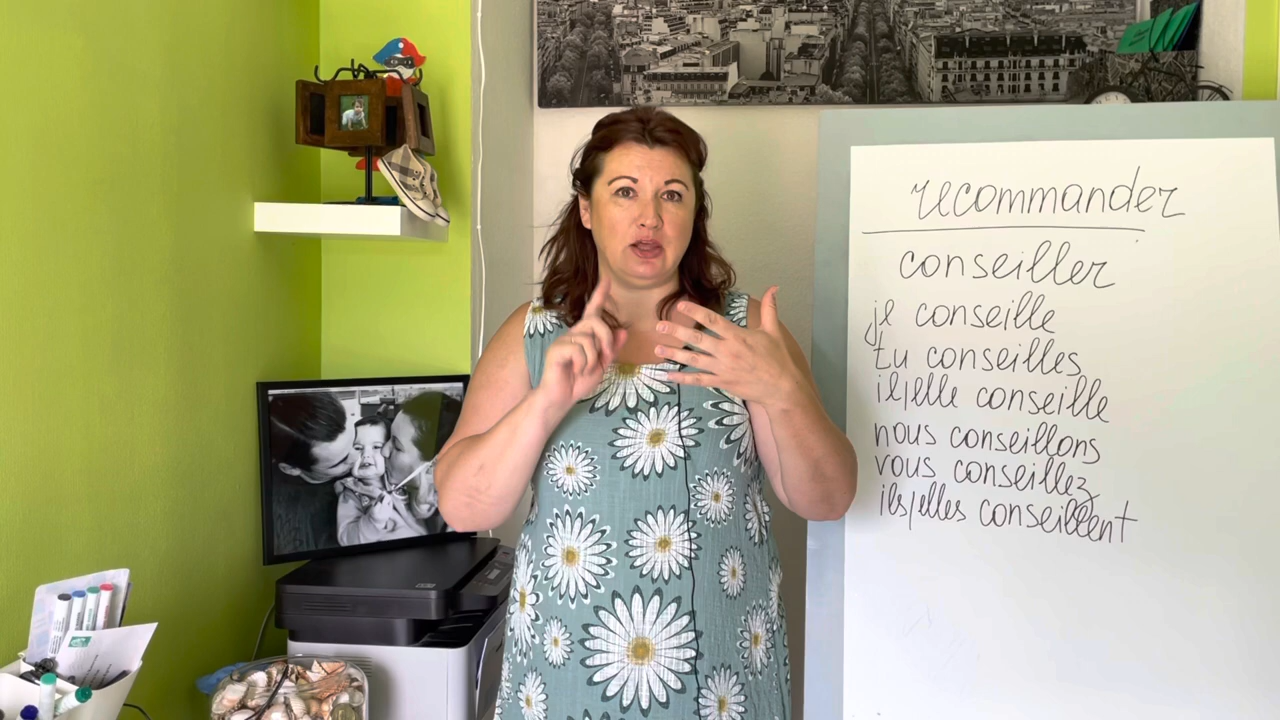 recommander
conseiller
je conseille
tu conseilles
il/elle conseille
nous conseillons
vous conseillez
ils/elles conseillent